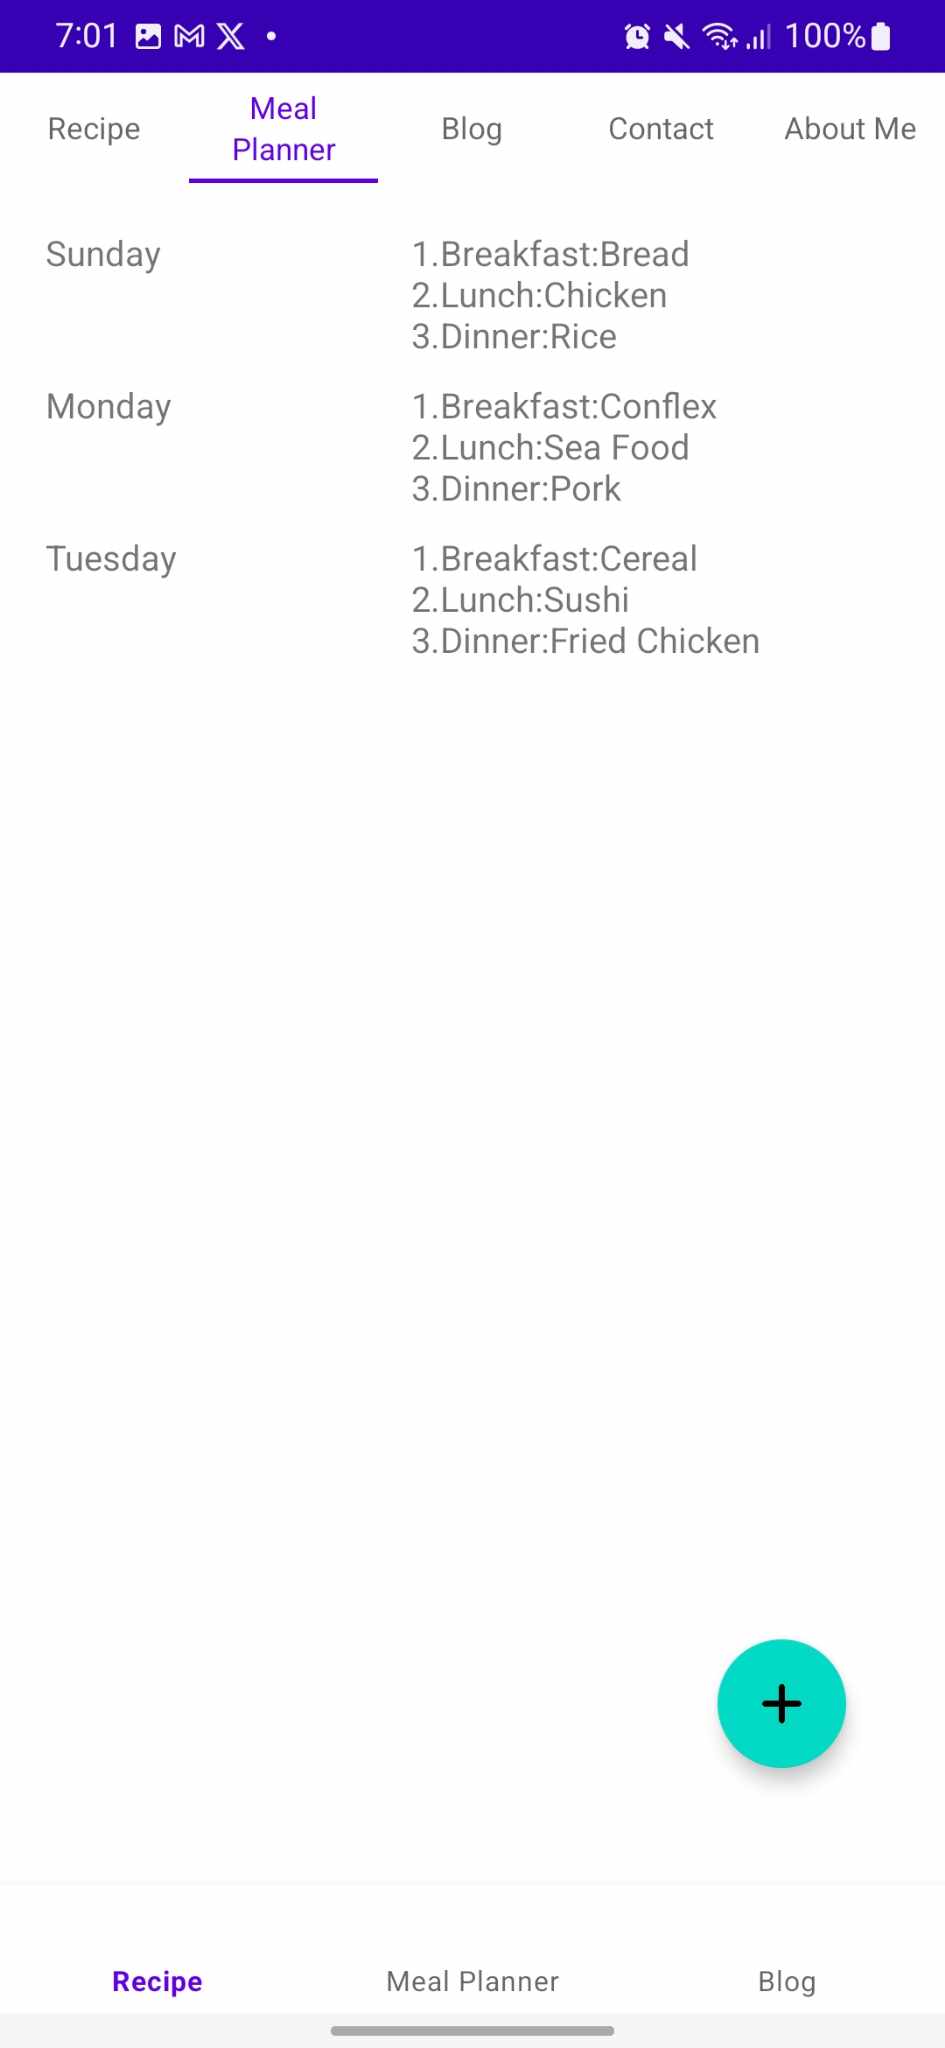 7:01 100%
Recipe
Meal
Planner
Blog
Contact
About Me
Sunday
1.Breakfast:Bread
2.Lunch:Chicken
3.Dinner:Rice
Monday
1.Breakfast:Conflex
2.Lunch:Sea Food
3.Dinner:Pork
Tuesday
1.Breakfast:Cereal
2.Lunch:Sushi
3.Dinner:Fried Chicken
Recipe
Meal Planner
Blog